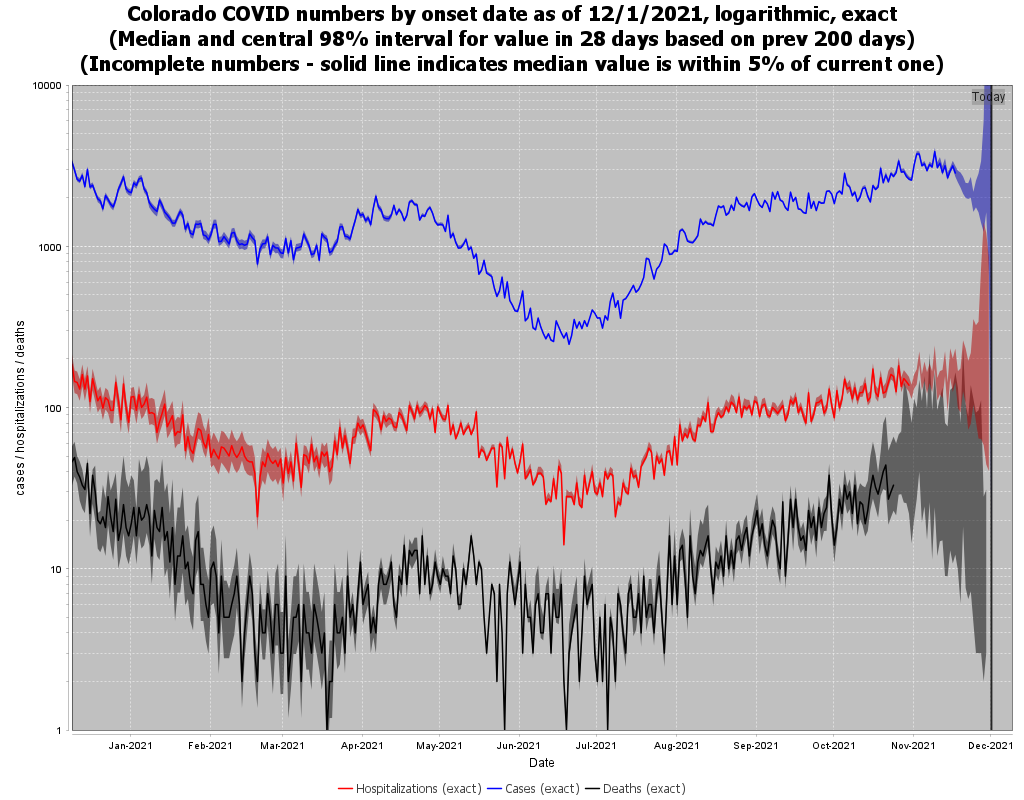 Colorado COVID numbers by onset date as of 12/1/2021, logarithmic, exact
(Median and central 98% interval for value in 28 days based on prev 200 days)
(Incomplete numbers - solid line indicates median value is within 5% of current one)
Today
10000
1000
100
10
1
cases / hospitalizations / deaths
Jan-2021 Feb-2021 Mar-2021 Apr-2021 May-2021 Jun-2021 Jul-2021 Aug-2021 Sep-2021 Oct-2021 Nov-2021 Dec-2021
Date
Hospitalizations (exact) Cases (exact) Deaths (exact)